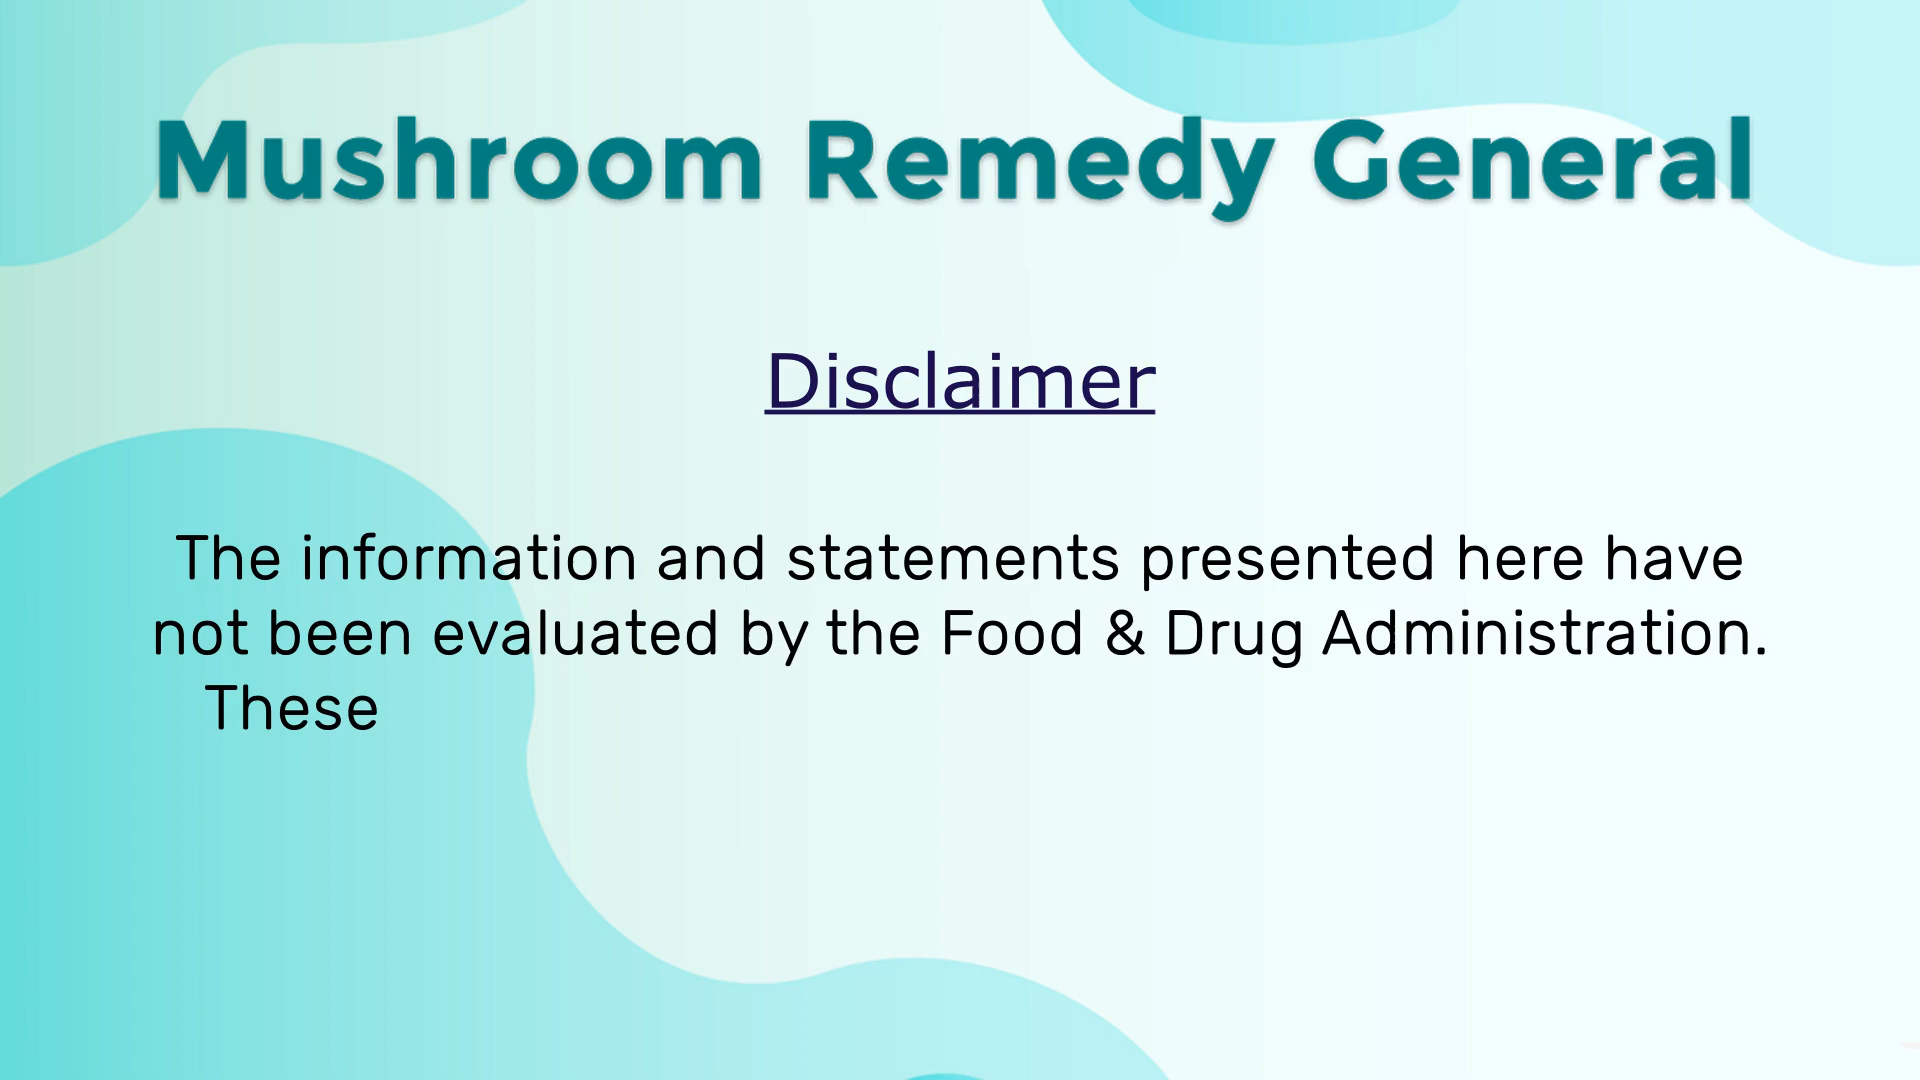 Mushroom Remedy General
Disclaimer
The information and statements presented here have
not been evaluated by the Food & Drug Administration.
These